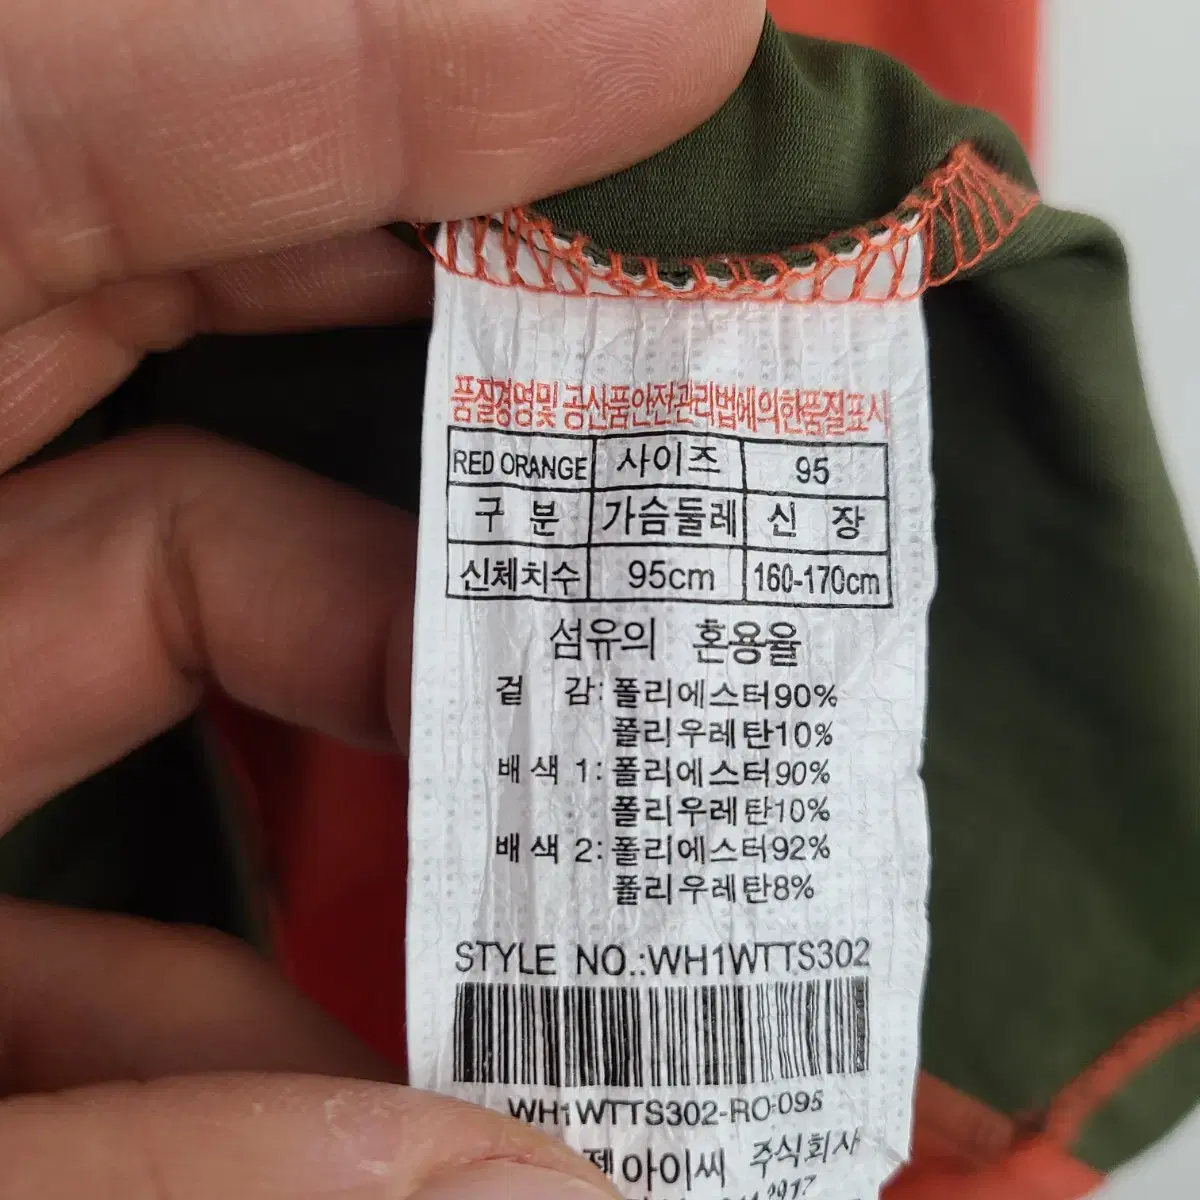 품질경영및 공산품안전관리법에의한품질표시
RED ORANGE 사이즈 95
구 분 가슴둘레 신 장
신체치수 95cm 160-170cm
섬유의 혼용율
겉 감: 폴리에스터90%
폴리우레탄10%
배 색 1: 폴리에스터90%
폴리우레탄10%
배 색 2: 폴리에스터92%
폴리우레탄8%
STYLE NO.:WH1WTTS302
WH1WTTS302-RO:095
젠아이씨 주식회사